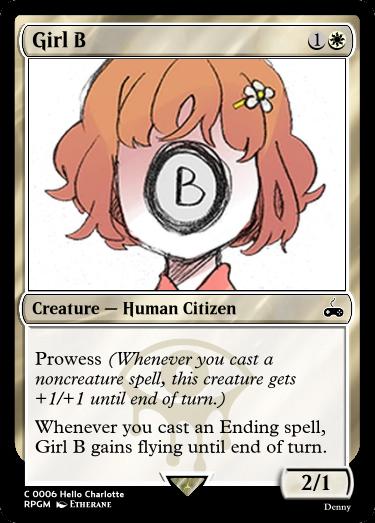 Girl B
1
B
Creature — Human Citizen
Prowess (Whenever you cast a
noncreature spell, this creature gets
+1/+1 until end of turn.)
Whenever you cast an Ending spell,
Girl B gains flying until end of turn.
2/1
C 0006 Hello Charlotte
RPGM Etherane
Denny